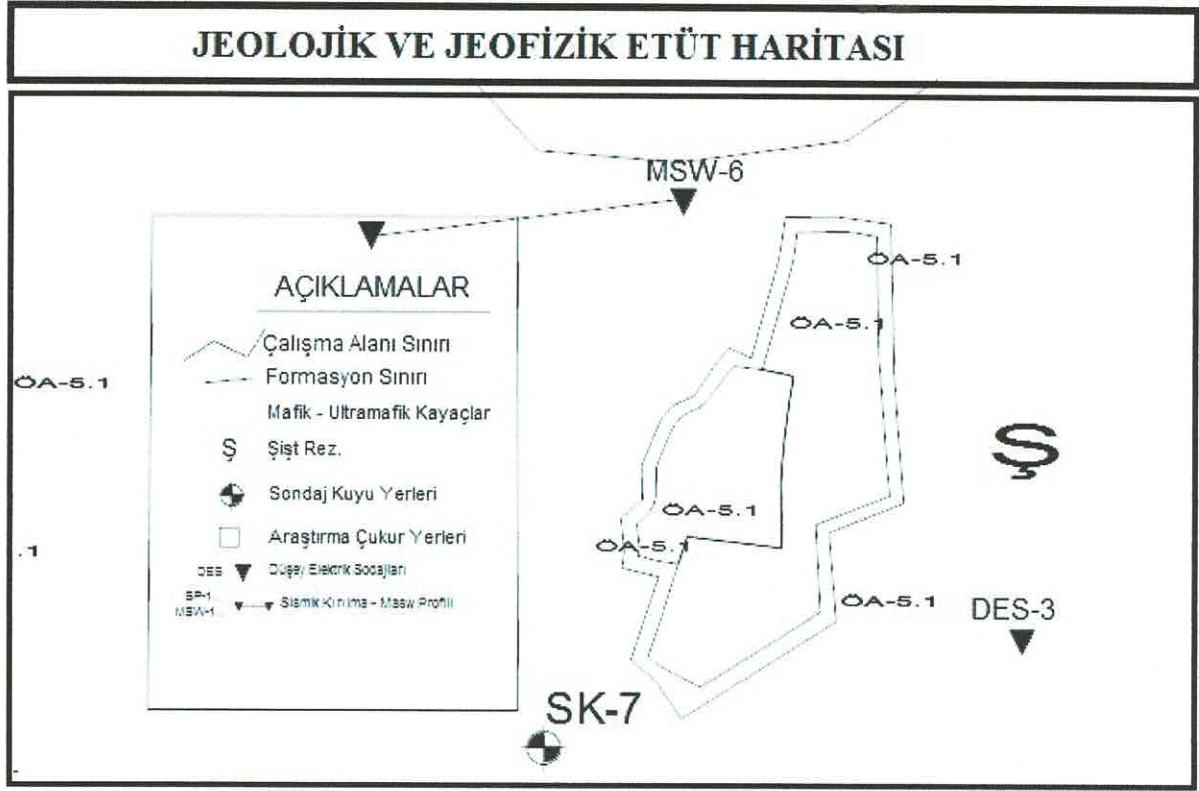 JEOLOJİK VE JEOFİZİK ETÜT HARİTASI
MSW-6
AÇIKLAMALAR
Çalışma Alanı Sınırı
Formasyon Sınırı
Mafik - Ultramafik Kayaçlar
Ş Şist Rez.
Sondaj Kuyu Yerleri
Araştırma Çukur Yerleri
DES Düşey Elektrik Sodajları
SP-1 
MSW-1 Sismik Kırılma - Masw Profili
ÖA-5.1
.1
ÖA-5.1
ÖA-5.1
ÖA-5.1
ÖA-5.1
ÖA-5.1
Ş
DES-3
SK-7